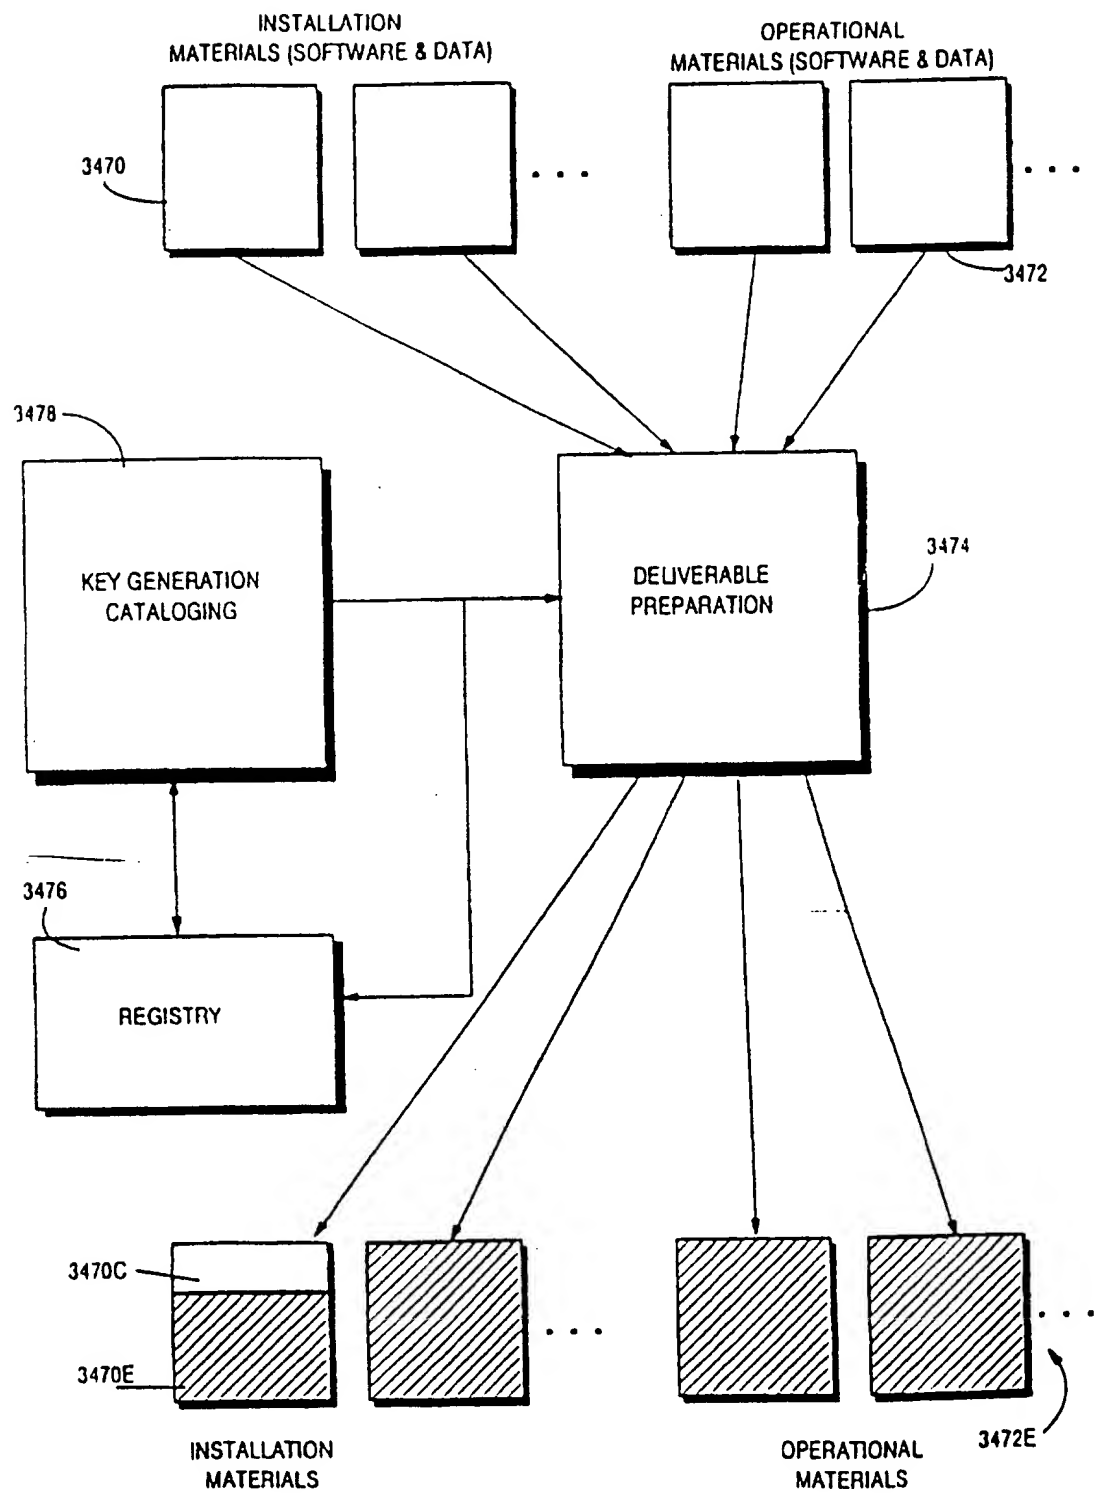 INSTALLATION
MATERIALS (SOFTWARE & DATA)
OPERATIONAL
MATERIALS (SOFTWARE & DATA)
3470
3472
3478
KEY GENERATION
CATALOGING
DELIVERABLE
PREPARATION
3474
3476
REGISTRY
3470C
3470E
3472E
INSTALLATION
MATERIALS
OPERATIONAL
MATERIALS